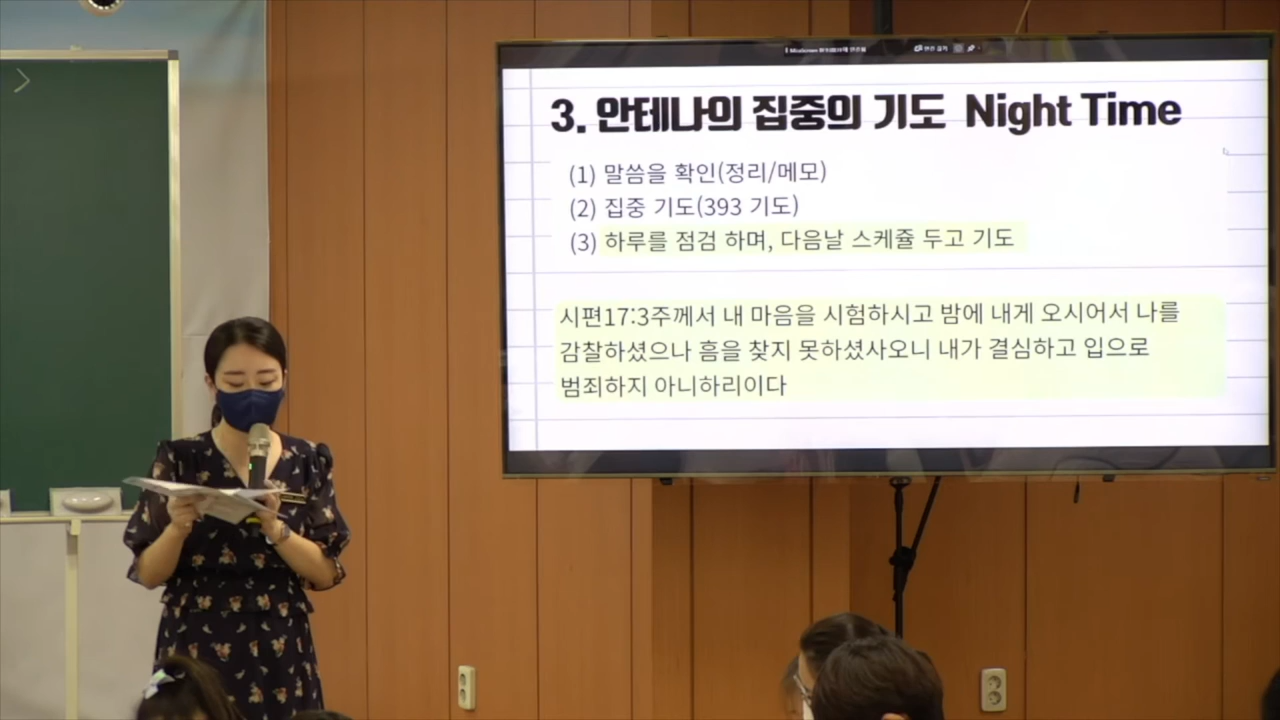 3. 안테나의 집중의 기도 Night Time
(1) 말씀을 확인(정리/메모)
(2) 집중 기도(393 기도)
(3) 하루를 점검 하며, 다음날 스케쥴 두고 기도
시편17:3주께서 내 마음을 시험하시고 밤에 내게 오시어서 나를
감찰하셨으나 흠을 찾지 못하셨사오니 내가 결심하고 입으로
범죄하지 아니하리이다